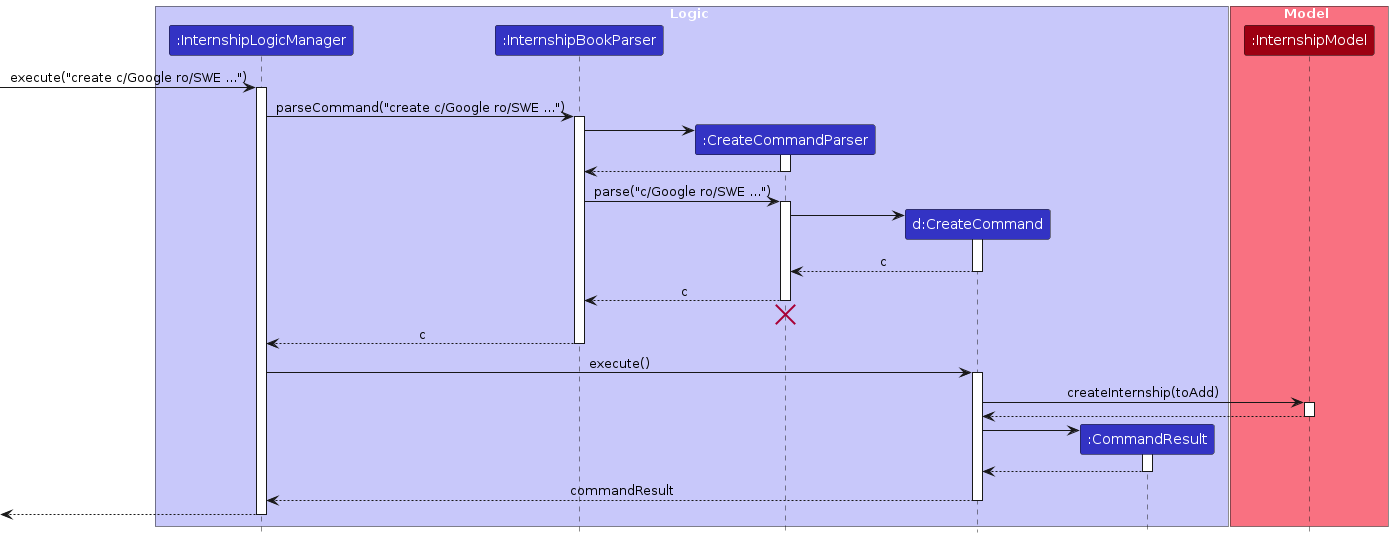 Logic
Model
:InternshipLogicManager
:InternshipBookParser
:InternshipModel
execute("create c/Google ro/SWE ...")
parseCommand("create c/Google ro/SWE ...")
:CreateCommandParser
parse("c/Google ro/SWE ...")
d:CreateCommand
c
c
c
execute()
createInternship(toAdd)
:CommandResult
commandResult